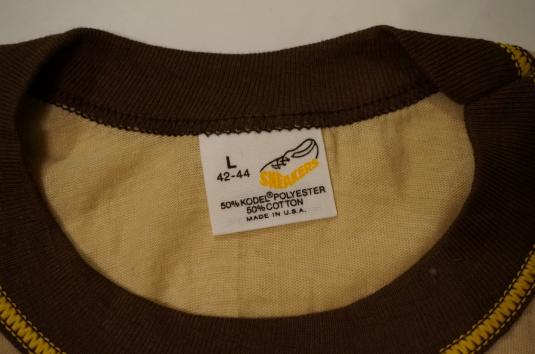 L
42-44
SNEAKERS
50% KODEL® POLYESTER
50% COTTON
MADE IN U.S.A.